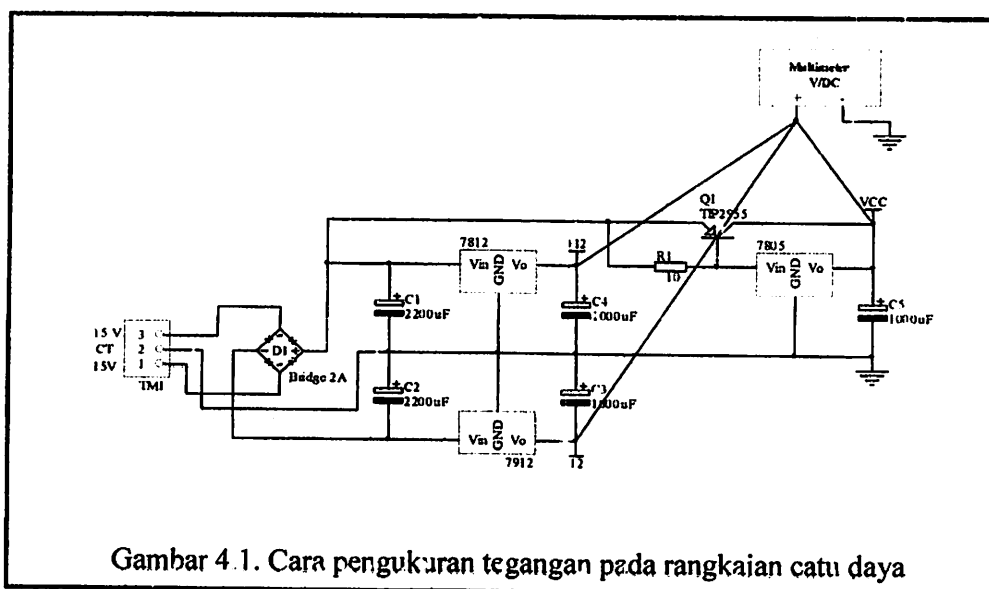 Multimeter
V/DC
+ -
Q1
TIP2955
VCC
7812
+12
7805
Vin GND Vo
R1
10
Vin GND Vo
C1
2200uF
C4
1000uF
C5
1000uF
15 V 3
CT 2
15V 1
TM1
D1
Bridge 2A
C2
2200uF
C3
1000uF
Vin GND Vo
7912
12
Gambar 4.1. Cara pengukuran tegangan pada rangkaian catu daya